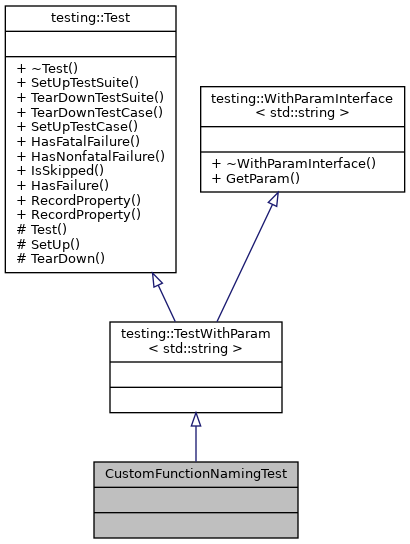 testing::Test
+ ~Test()
+ SetUpTestSuite()
+ TearDownTestSuite()
+ TearDownTestCase()
+ SetUpTestCase()
+ HasFatalFailure()
+ HasNonfatalFailure()
+ IsSkipped()
+ HasFailure()
+ RecordProperty()
+ RecordProperty()
# Test()
# SetUp()
# TearDown()
testing::WithParamInterface
< std::string >
+ ~WithParamInterface()
+ GetParam()
testing::TestWithParam
< std::string >
CustomFunctionNamingTest